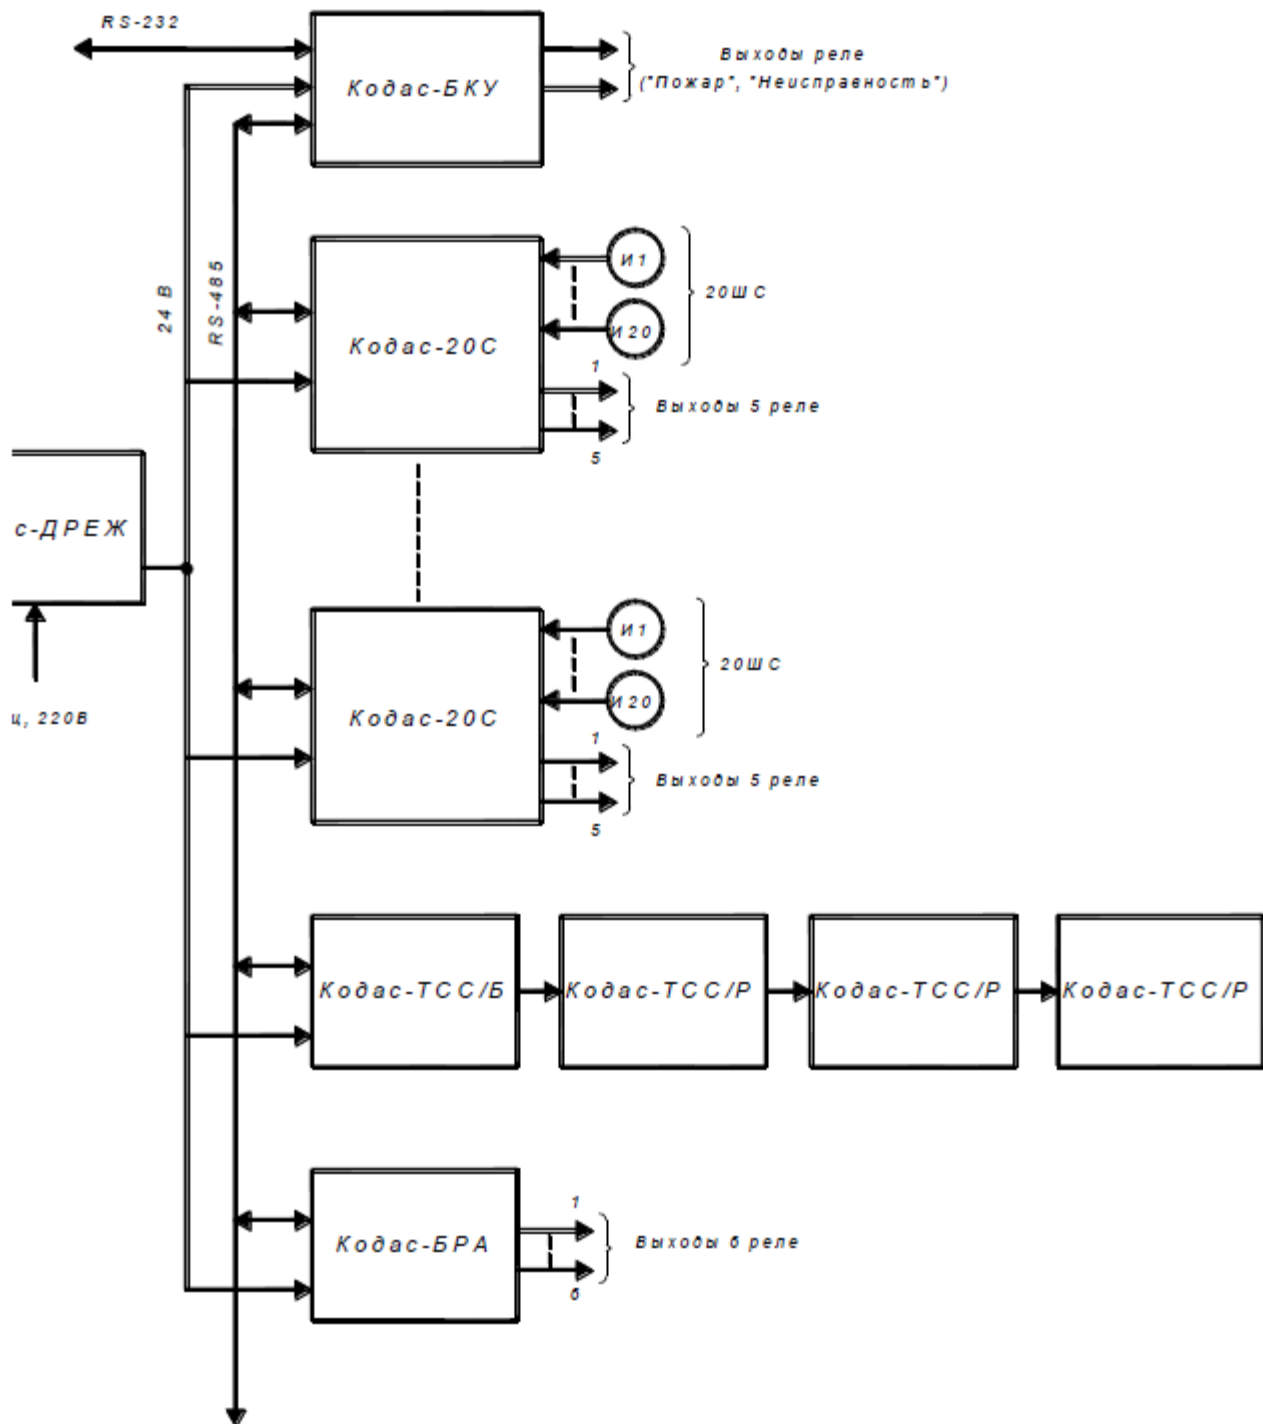 RS-232
Кодас-БКУ
Выходы реле
("Пожар", "Неисправность")
24 В
RS-485
Кодас-20С
И1
И20
20ШС
1
5
Выходы 5 реле
с-ДРЕЖ
ц, 220В
Кодас-20С
И1
И20
20ШС
1
5
Выходы 5 реле
Кодас-ТСС/Б
Кодас-ТСС/Р
Кодас-ТСС/Р
Кодас-ТСС/Р
Кодас-БРА
1
6
Выходы 6 реле